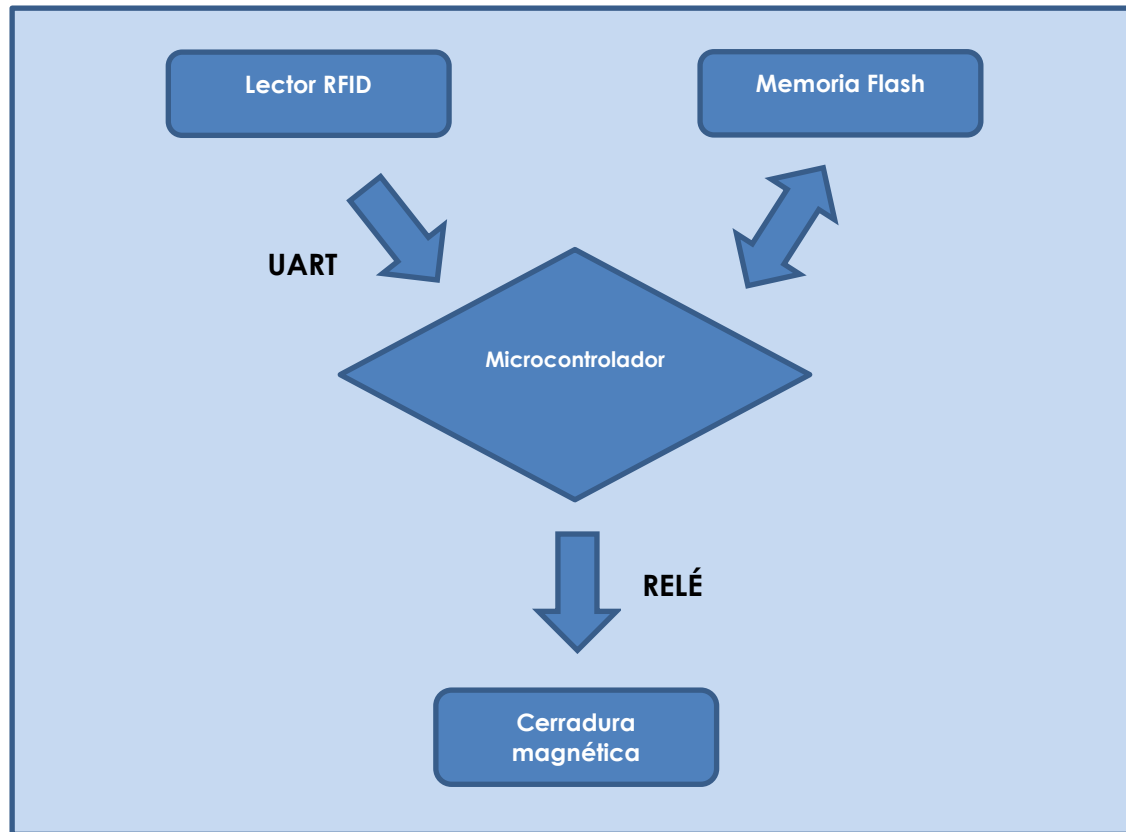 Lector RFID
Memoria Flash
UART
Microcontrolador
RELÉ
Cerradura
magnética